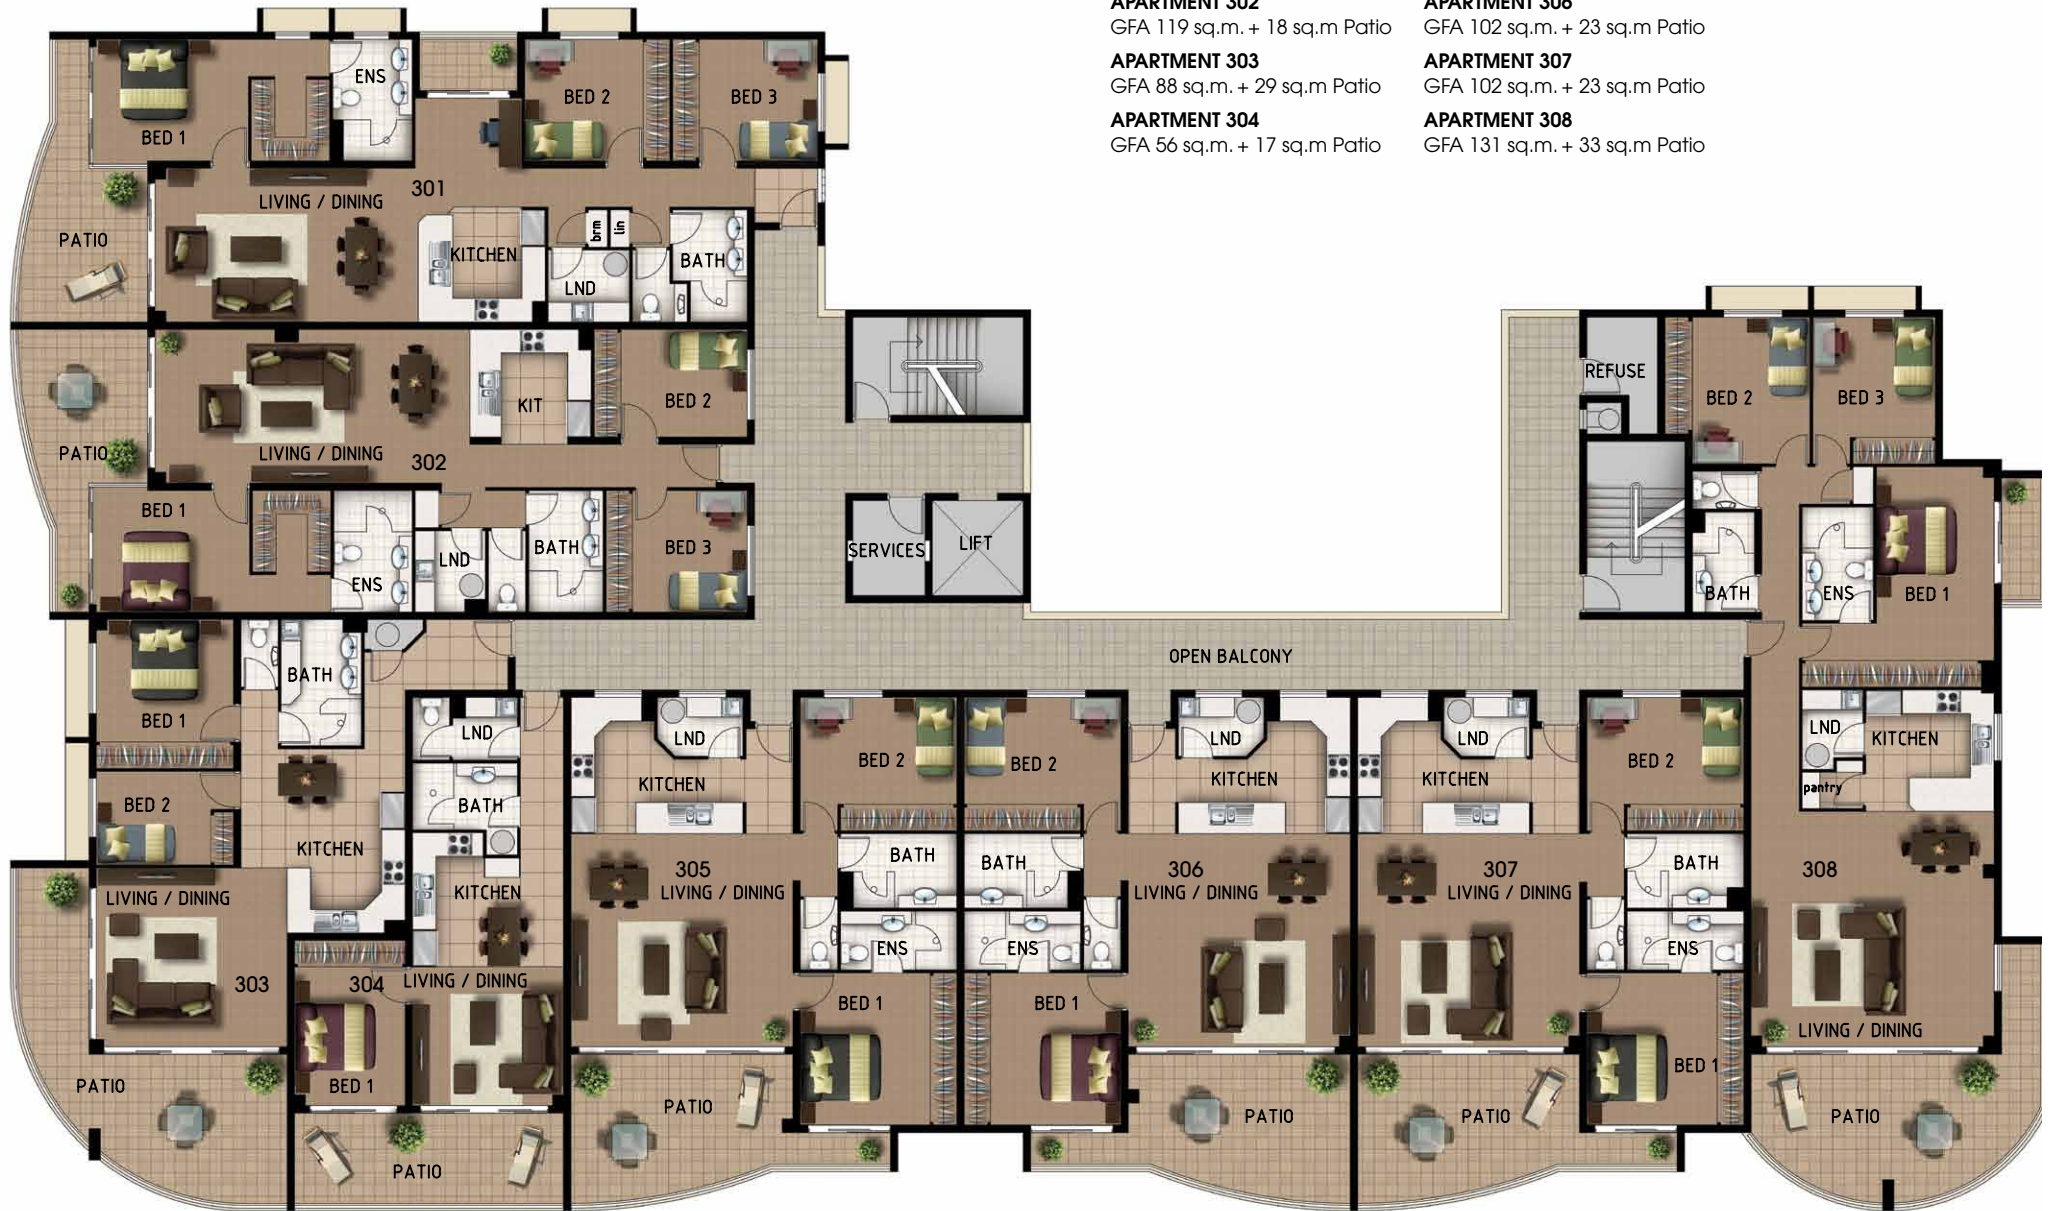 APARTMENT 302
GFA 119 sq.m. + 18 sq.m Patio
APARTMENT 303
GFA 88 sq.m. + 29 sq.m Patio
APARTMENT 304
GFA 56 sq.m. + 17 sq.m Patio
APARTMENT 306
GFA 102 sq.m. + 23 sq.m Patio
APARTMENT 307
GFA 102 sq.m. + 23 sq.m Patio
APARTMENT 308
GFA 131 sq.m. + 33 sq.m Patio
BED 1
ENS
BED 2
BED 3
301
LIVING / DINING
PATIO
KITCHEN
brm
lin
LND
BATH
PATIO
LIVING / DINING
302
KIT
BED 2
BED 1
ENS
LND
BATH
BED 3
SERVICES
LIFT
REFUSE
BED 2
BED 3
BATH
ENS
BED 1
OPEN BALCONY
BED 1
BATH
BED 2
KITCHEN
LIVING / DINING
303
PATIO
LND
BATH
KITCHEN
304
LIVING / DINING
BED 1
PATIO
LND
KITCHEN
BED 2
305
LIVING / DINING
BATH
ENS
BED 1
PATIO
BED 2
LND
KITCHEN
BATH
306
LIVING / DINING
ENS
BED 1
PATIO
LND
KITCHEN
BED 2
307
LIVING / DINING
BATH
ENS
BED 1
PATIO
LND
KITCHEN
pantry
308
LIVING / DINING
PATIO